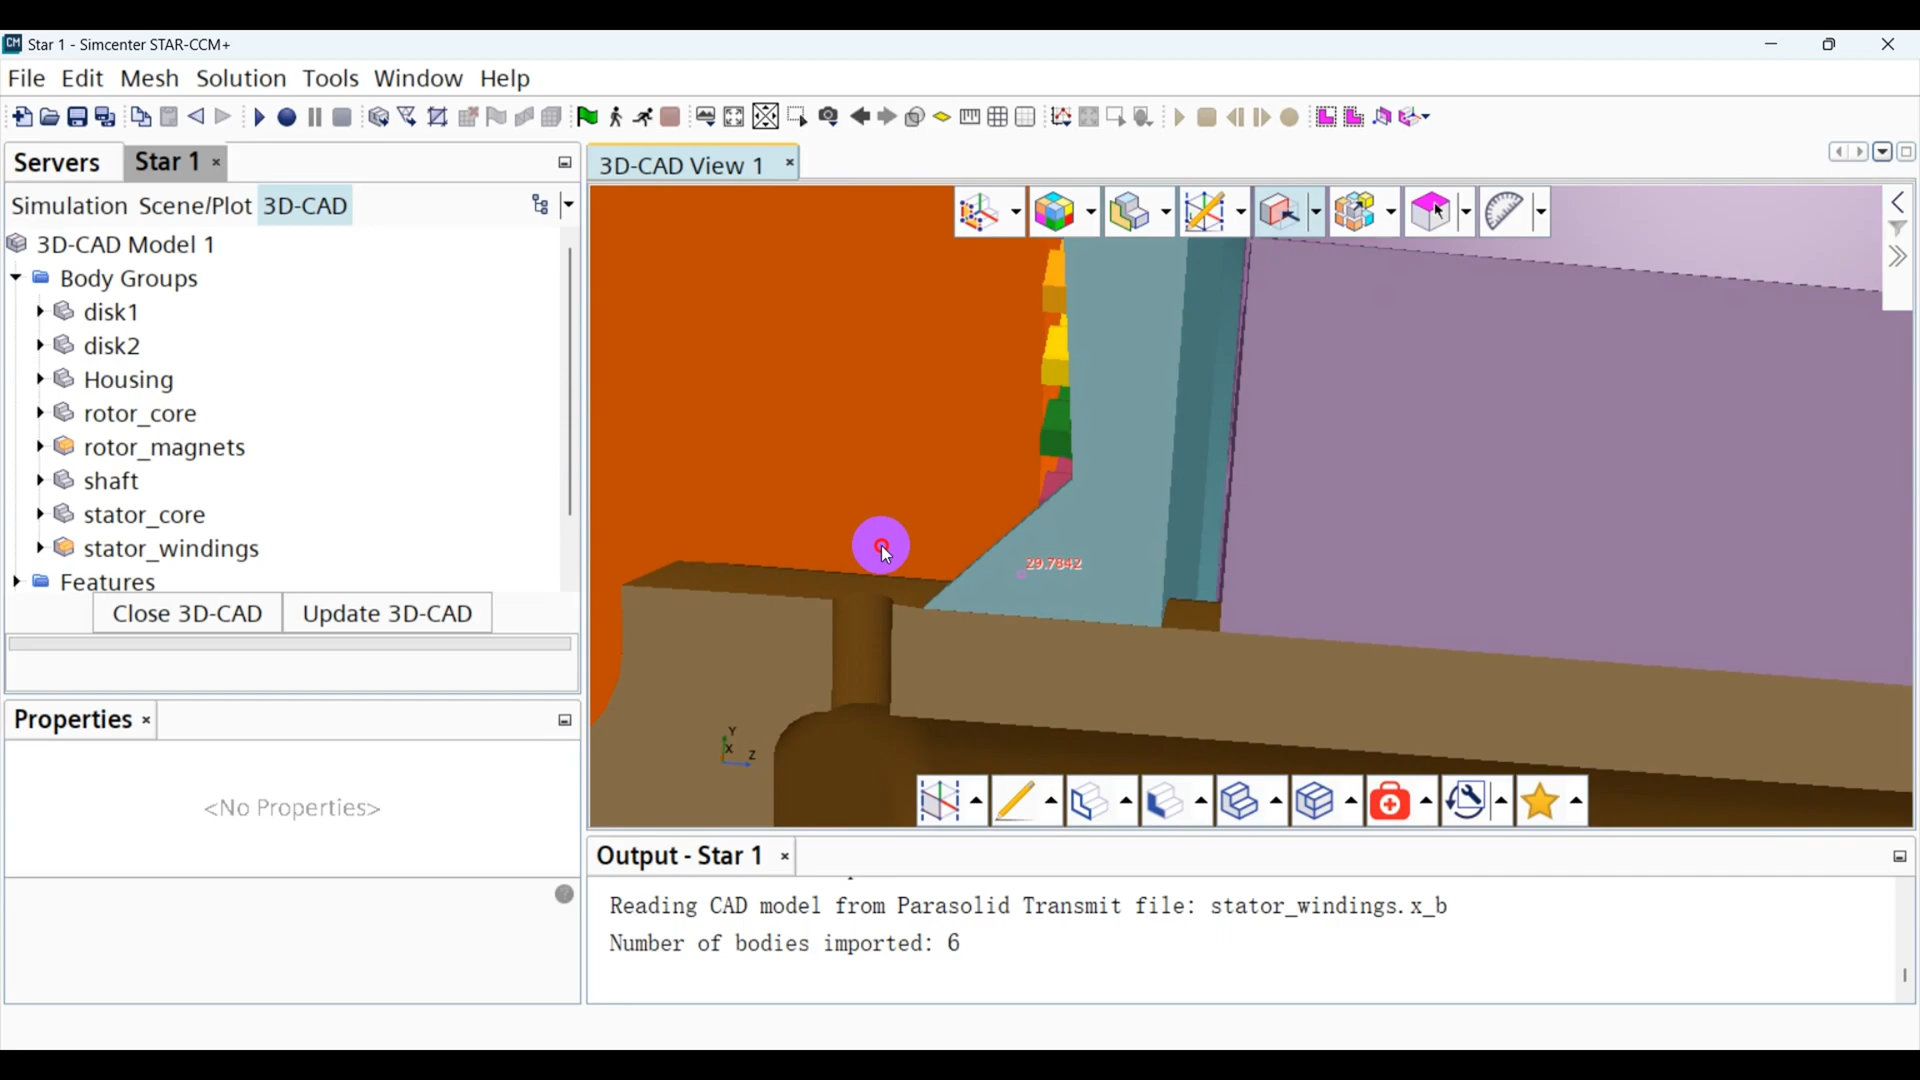 CM Star 1 - Simcenter STAR-CCM+
File Edit Mesh Solution Tools Window Help
Servers Star 1 ×
3D-CAD View 1 ×
Simulation Scene/Plot 3D-CAD
3D-CAD Model 1
Body Groups
disk1
disk2
Housing
rotor_core
rotor_magnets
shaft
stator_core
stator_windings
Features
Close 3D-CAD Update 3D-CAD
29.7842
Y
X Z
Properties ×
<No Properties>
Output - Star 1 ×
Reading CAD model from Parasolid Transmit file: stator_windings.x_b
Number of bodies imported: 6